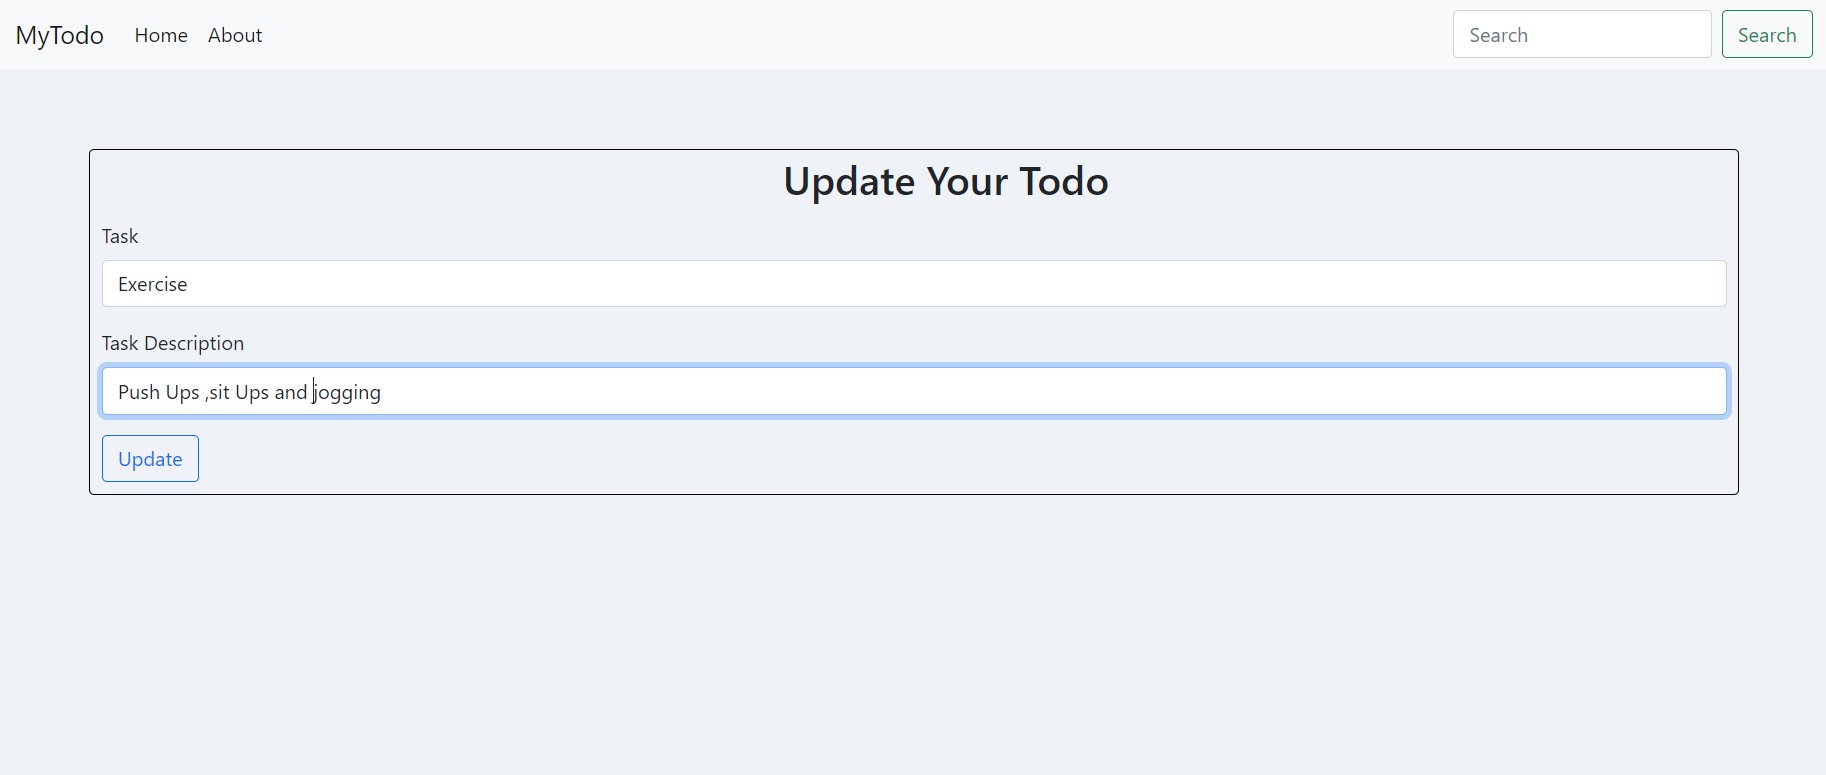 MyTodo Home About Search Search
Update Your Todo
Task
Exercise
Task Description
Push Ups ,sit Ups and jogging
Update